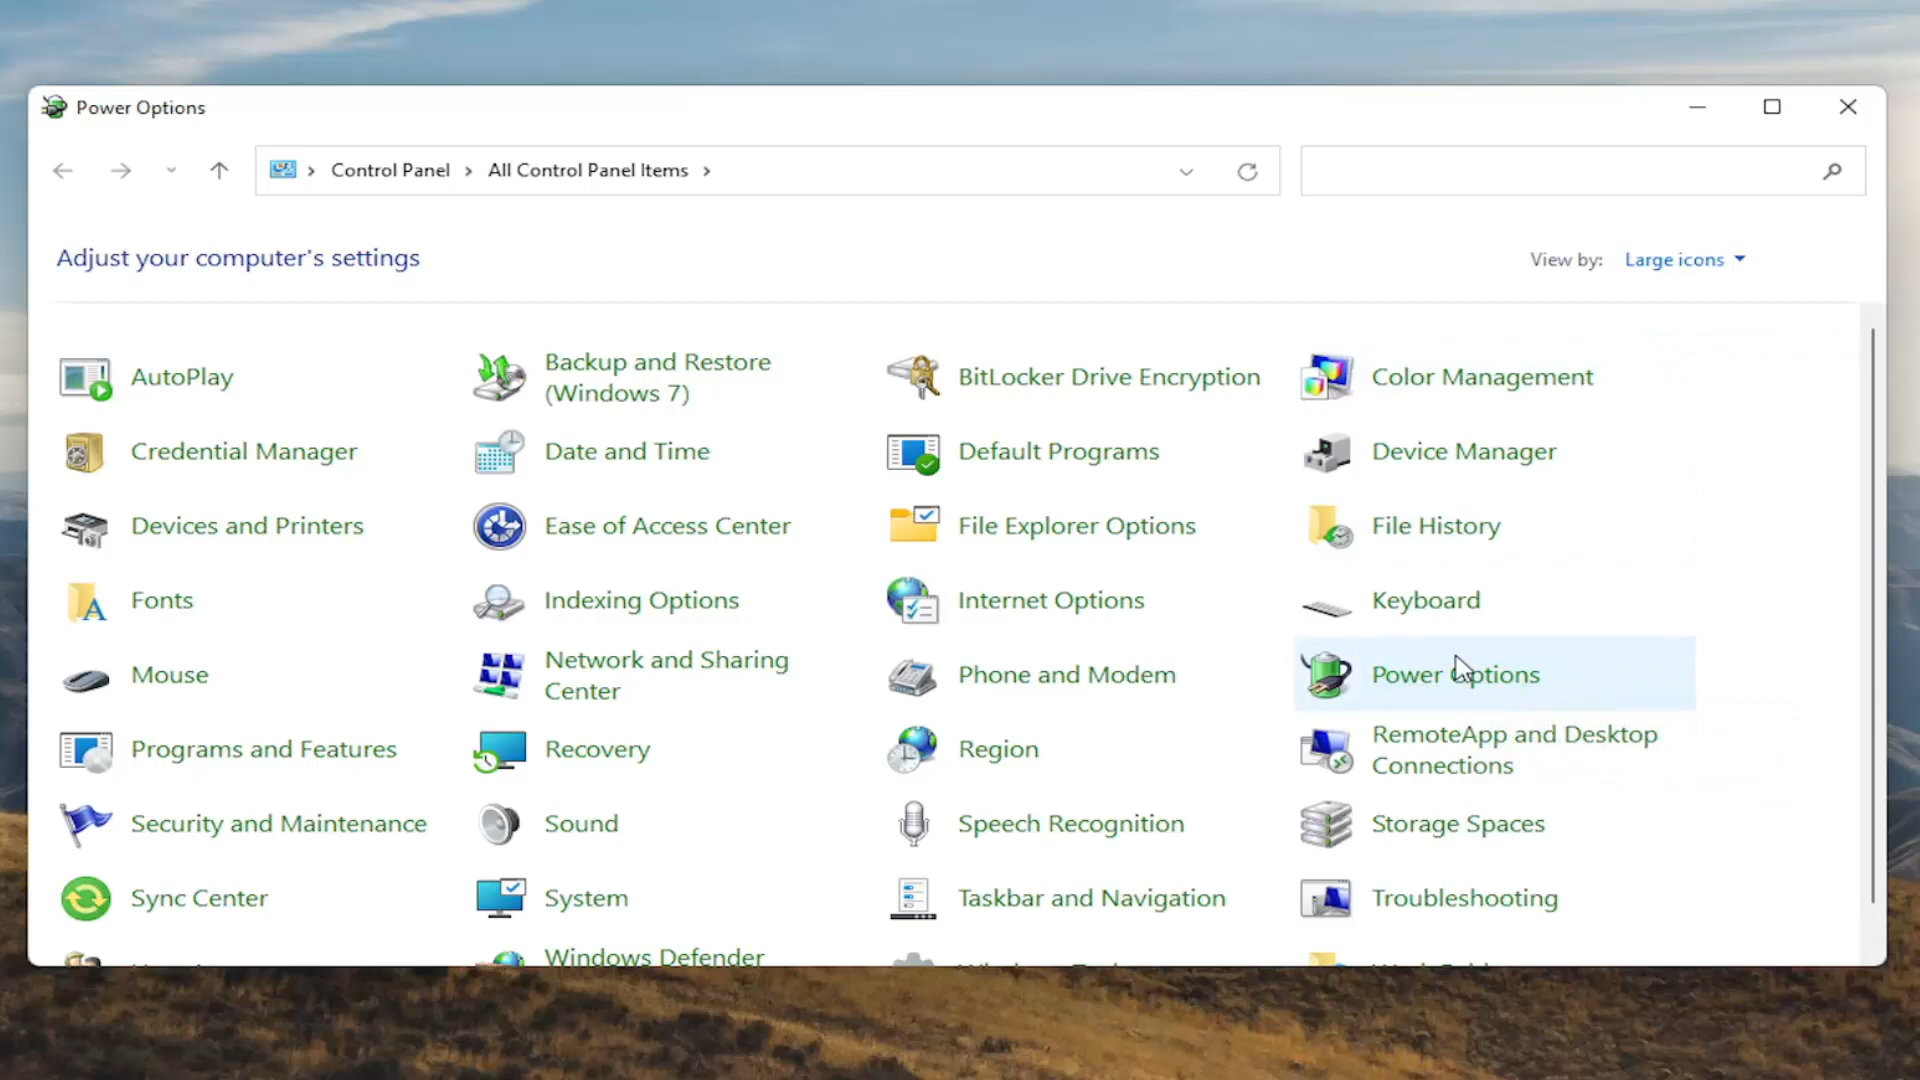 Power Options
Control Panel
All Control Panel Items
Adjust your computer's settings
View by:
Large icons
AutoPlay
Backup and Restore
(Windows 7)
BitLocker Drive Encryption
Color Management
Credential Manager
Date and Time
Default Programs
Device Manager
Devices and Printers
Ease of Access Center
File Explorer Options
File History
Fonts
Indexing Options
Internet Options
Keyboard
Mouse
Network and Sharing
Center
Phone and Modem
Power Options
Programs and Features
Recovery
Region
RemoteApp and Desktop
Connections
Security and Maintenance
Sound
Speech Recognition
Storage Spaces
Sync Center
System
Taskbar and Navigation
Troubleshooting
Windows Defender